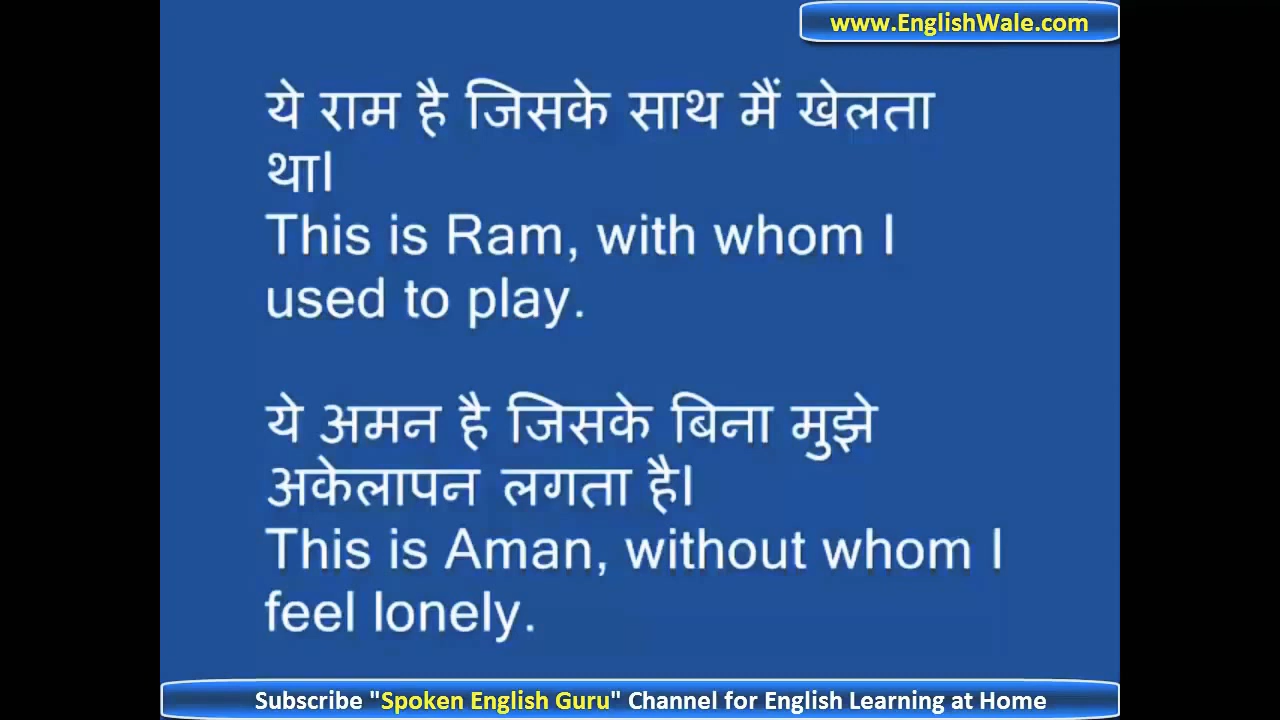 www.EnglishWale.com
ये राम है जिसके साथ मैं खेलता
था।
This is Ram, with whom I
used to play.
ये अमन है जिसके बिना मुझे
अकेलापन लगता है।
This is Aman, without whom I
feel lonely.
Subscribe "Spoken English Guru" Channel for English Learning at Home